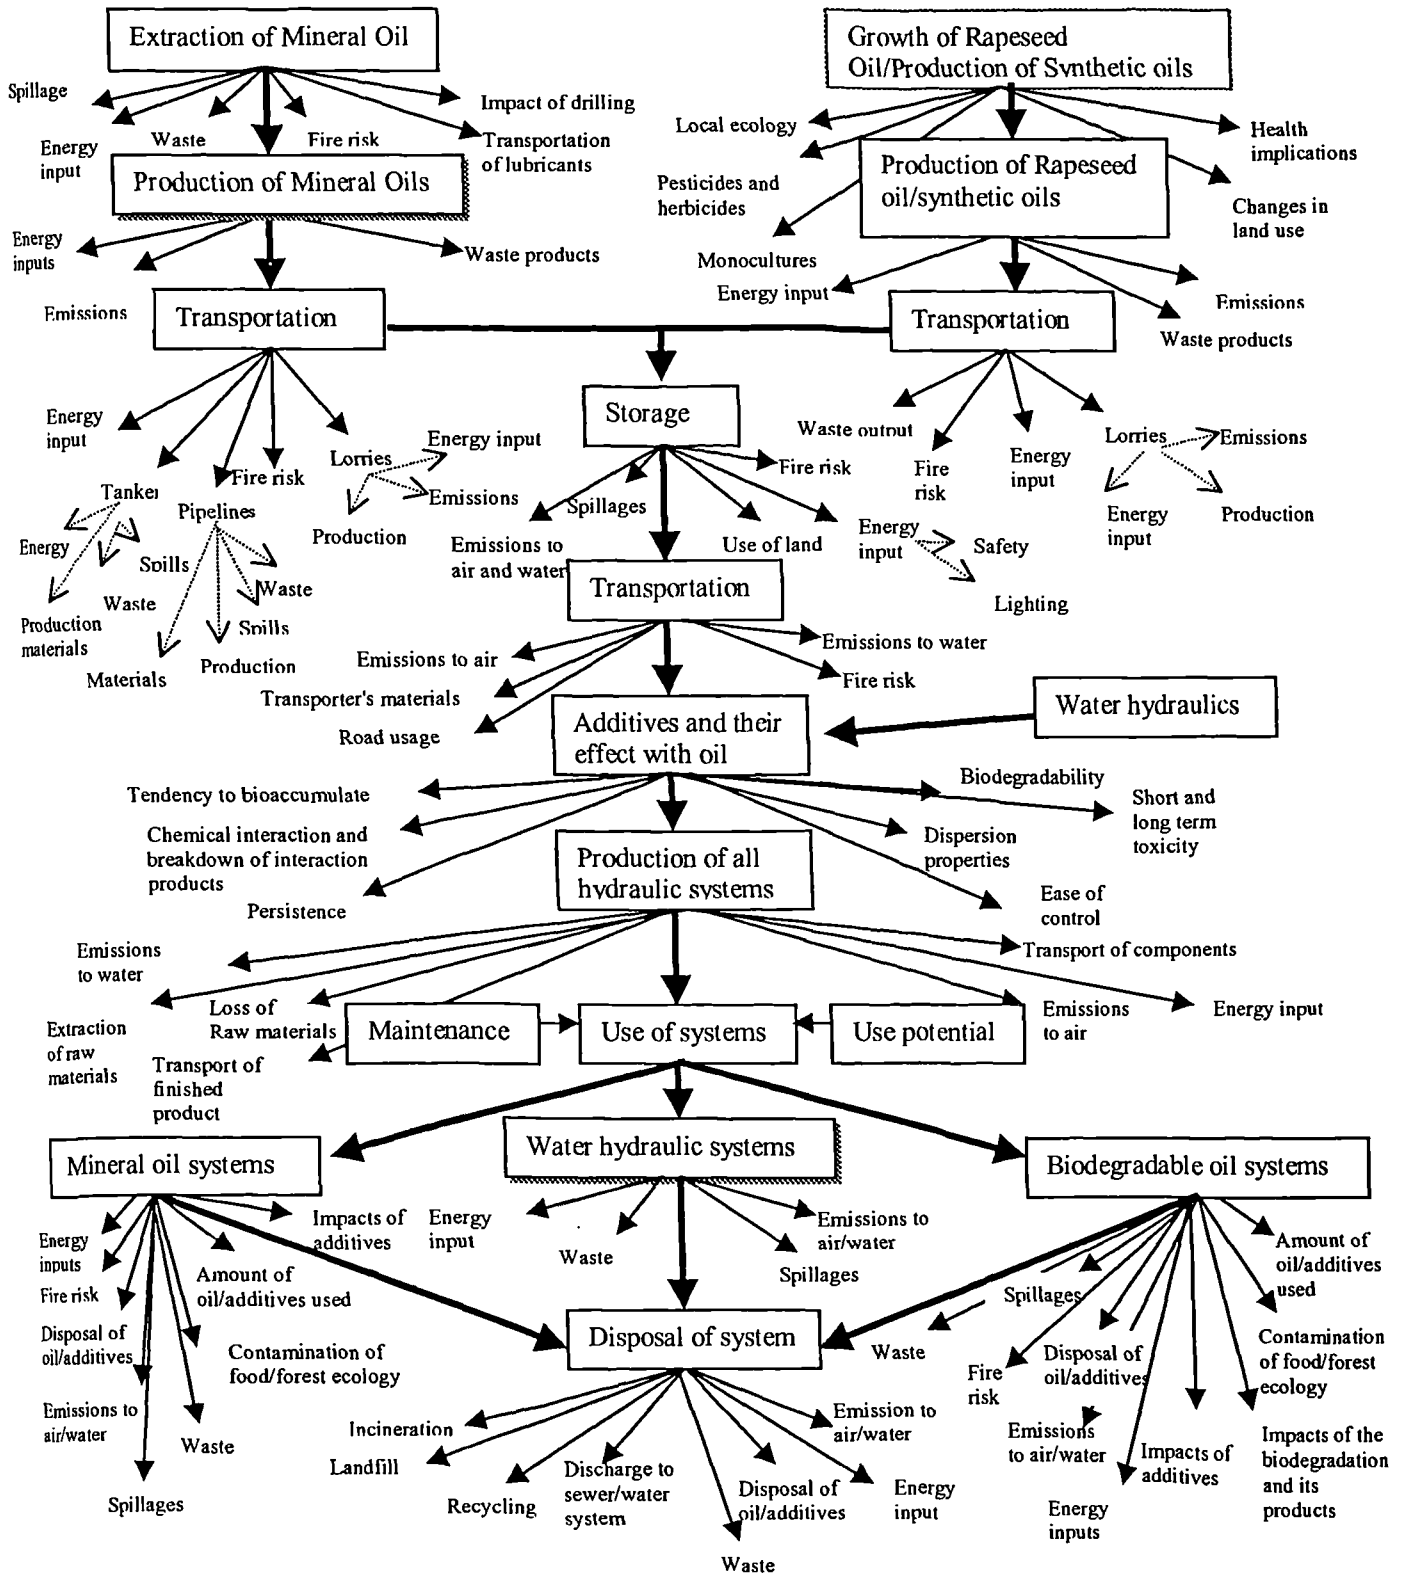 Extraction of Mineral Oil
Growth of Rapeseed
Oil/Production of Synthetic oils
Spillage
Energy
input
Waste
Fire risk
Impact of drilling
Transportation
of lubricants
Local ecology
Health
implications
Production of Mineral Oils
Production of Rapeseed
oil/synthetic oils
Pesticides and
herbicides
Changes in
land use
Monocultures
Energy
inputs
Emissions
Waste products
Energy input
Emissions
Waste products
Transportation
Transportation
Storage
Energy
input
Tanker
Pipelines
Fire risk
Lorries
Energy input
Emissions
Production
Energy
Spills
Waste
Production
materials
Materials
Production
Spills
Waste
Spillages
Fire risk
Emissions to
air and water
Use of land
Energy
input
Safety
Lighting
Waste output
Fire
risk
Energy
input
Lorries
Emissions
Energy
input
Production
Transportation
Emissions to air
Transporter's materials
Road usage
Emissions to water
Fire risk
Additives and their
effect with oil
Water hydraulics
Tendency to bioaccumulate
Chemical interaction and
breakdown of interaction
products
Persistence
Biodegradability
Short and
long term
toxicity
Dispersion
properties
Ease of
control
Production of all
hydraulic systems
Emissions
to water
Extraction
of raw
materials
Loss of
Raw materials
Transport of
finished
product
Transport of components
Emissions
to air
Energy input
Maintenance
Use of systems
Use potential
Mineral oil systems
Water hydraulic systems
Biodegradable oil systems
Energy
inputs
Fire risk
Disposal of
oil/additives
Emissions to
air/water
Spillages
Waste
Contamination of
food/forest ecology
Amount of
oil/additives used
Impacts of
additives
Energy
input
Waste
Spillages
Emissions to
air/water
Spillages
Waste
Fire
risk
Disposal of
oil/additives
Emissions
to air/water
Energy
inputs
Impacts of
additives
Impacts of the
biodegradation
and its
products
Contamination
of food/forest
ecology
Amount of
oil/additives
used
Disposal of system
Incineration
Landfill
Recycling
Discharge to
sewer/water
system
Waste
Disposal of
oil/additives
Energy
input
Emission to
air/water